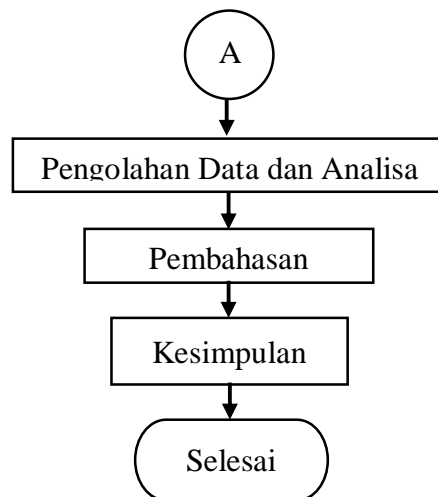 A
Pengolahan Data dan Analisa
Pembahasan
Kesimpulan
Selesai